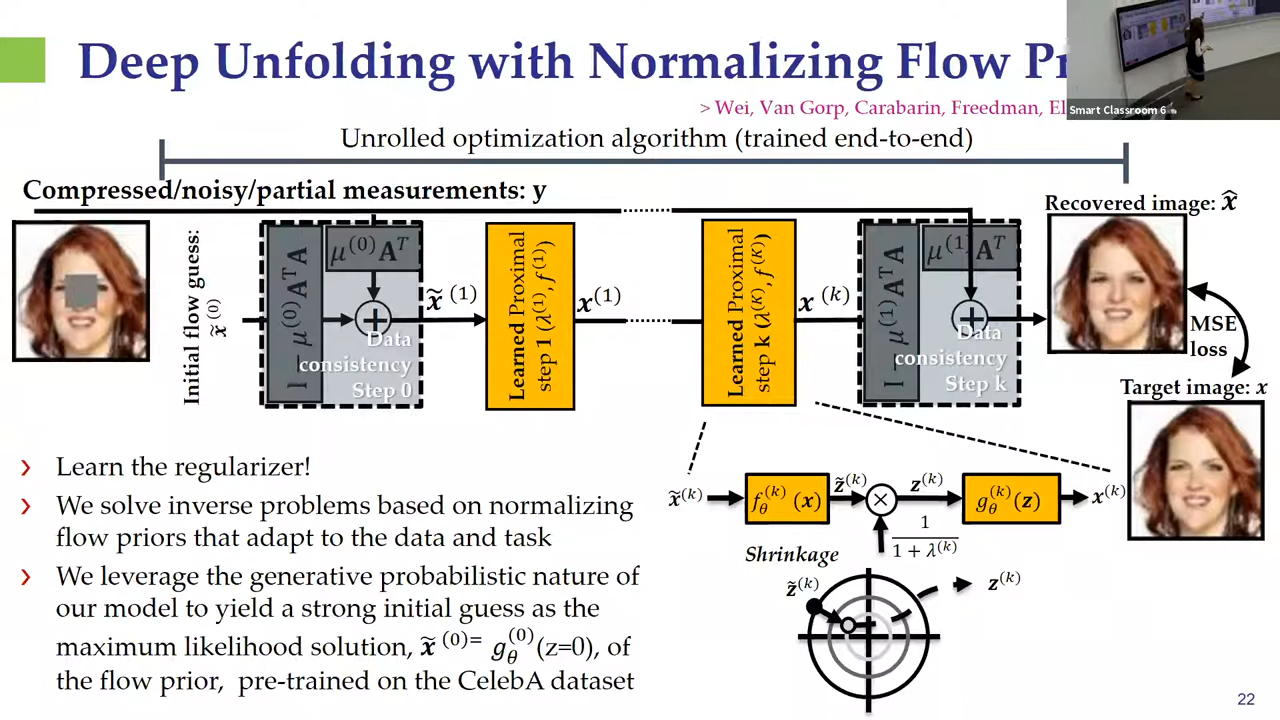 Deep Unfolding with Normalizing Flow
> Wei, Van Gorp, Carabarin, Freedman,
Smart Classroom 6
Unrolled optimization algorithm (trained end-to-end)
Compressed/noisy/partial measurements: y
Initial flow guess:
x̃⁽⁰⁾
I − μ⁽⁰⁾AᵀA
μ⁽⁰⁾Aᵀ
+
Data
consistency
Step 0
x̃⁽¹⁾
Learned Proximal
step 1 (λ⁽¹⁾, f⁽¹⁾)
x⁽¹⁾
Learned Proximal
step k (λ⁽ᵏ⁾, f⁽ᵏ⁾)
x⁽ᵏ⁾
I − μ⁽¹⁾AᵀA
μ⁽¹⁾Aᵀ
+
Data
consistency
Step k
Recovered image: x̂
MSE
loss
Target image: x
› Learn the regularizer!
› We solve inverse problems based on normalizing
flow priors that adapt to the data and task
› We leverage the generative probabilistic nature of
our model to yield a strong initial guess as the
maximum likelihood solution, x̃⁽⁰⁾⁼ g_θ⁽⁰⁾(z=0), of
the flow prior, pre-trained on the CelebA dataset
x̃⁽ᵏ⁾
f_θ⁽ᵏ⁾(x)
z̃⁽ᵏ⁾
×
z⁽ᵏ⁾
g_θ⁽ᵏ⁾(z)
x⁽ᵏ⁾
1
1 + λ⁽ᵏ⁾
Shrinkage
z̃⁽ᵏ⁾
z⁽ᵏ⁾
22